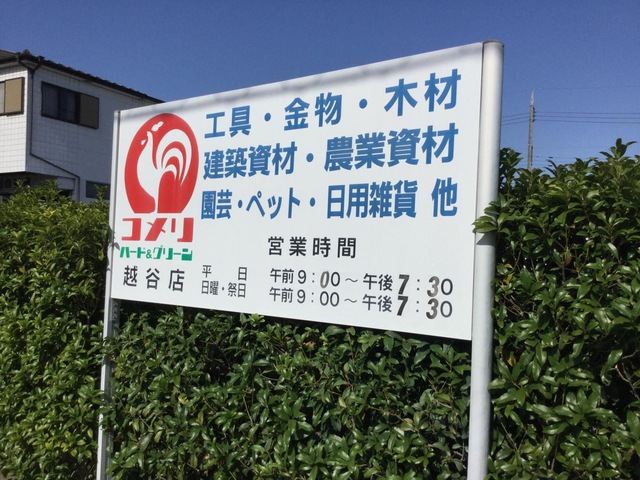 工具・金物・木材
建築資材・農業資材
園芸・ペット・日用雑貨 他
コメリ
ハード&グリーン
越谷店
営業時間
平日 午前9:00〜午後7:30
日曜・祭日 午前9:00〜午後7:30